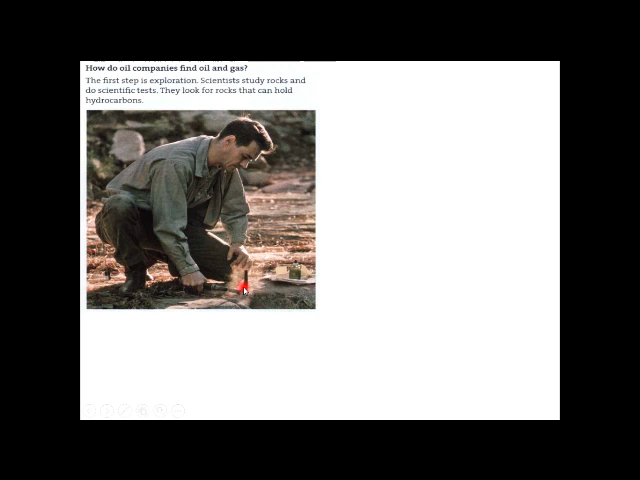 How do oil companies find oil and gas?
The first step is exploration. Scientists study rocks and
do scientific tests. They look for rocks that can hold
hydrocarbons.